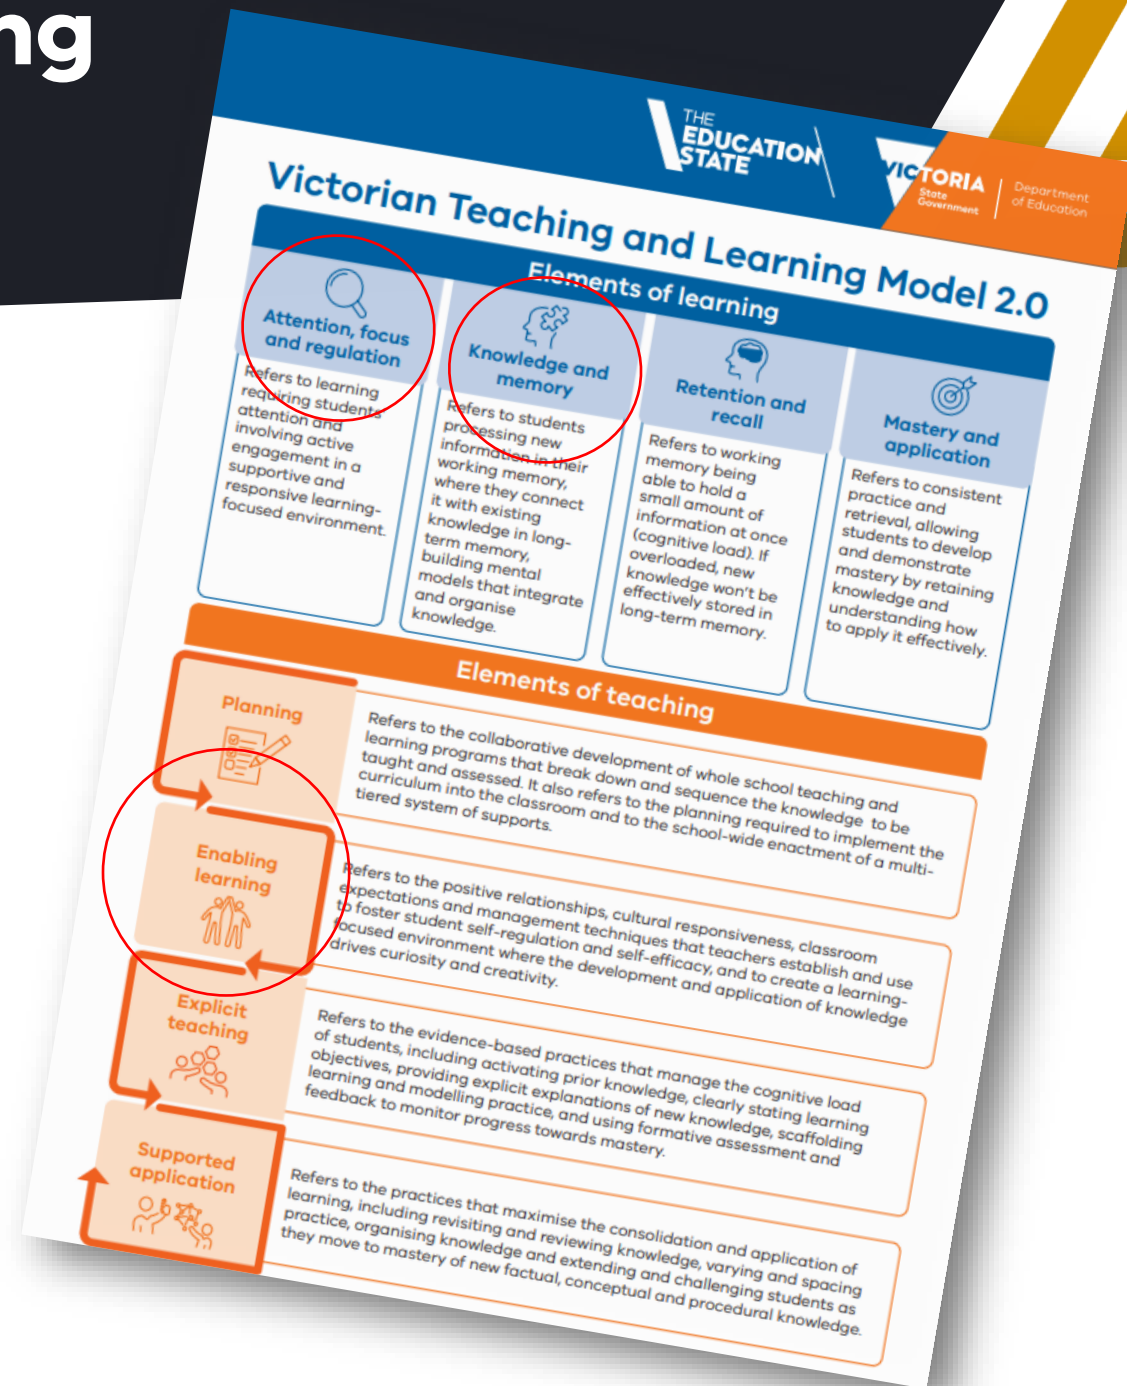 ng
THE
EDUCATION
STATE
VICTORIA
State
Government
Department
of Education
Victorian Teaching and Learning Model 2.0
Elements of learning
Attention, focus
and regulation
Refers to learning
requiring students
attention and
involving active
engagement in a
supportive and
responsive learning-
focused environment.
Knowledge and
memory
Refers to students
processing new
information in their
working memory,
where they connect
it with existing
knowledge in long-
term memory,
building mental
models that integrate
and organise
knowledge.
Retention and
recall
Refers to working
memory being
able to hold a
small amount of
information at once
(cognitive load). If
overloaded, new
knowledge won't be
effectively stored in
long-term memory.
Mastery and
application
Refers to consistent
practice and
retrieval, allowing
students to develop
and demonstrate
mastery by retaining
knowledge and
understanding how
to apply it effectively.
Elements of teaching
Planning
Refers to the collaborative development of whole school teaching and
learning programs that break down and sequence the knowledge to be
taught and assessed. It also refers to the planning required to implement the
curriculum into the classroom and to the school-wide enactment of a multi-
tiered system of supports.
Enabling
learning
Refers to the positive relationships, cultural responsiveness, classroom
expectations and management techniques that teachers establish and use
to foster student self-regulation and self-efficacy, and to create a learning-
focused environment where the development and application of knowledge
drives curiosity and creativity.
Explicit
teaching
Refers to the evidence-based practices that manage the cognitive load
of students, including activating prior knowledge, clearly stating learning
objectives, providing explicit explanations of new knowledge, scaffolding
learning and modelling practice, and using formative assessment and
feedback to monitor progress towards mastery.
Supported
application
Refers to the practices that maximise the consolidation and application of
learning, including revisiting and reviewing knowledge, varying and spacing
practice, organising knowledge and extending and challenging students as
they move to mastery of new factual, conceptual and procedural knowledge.